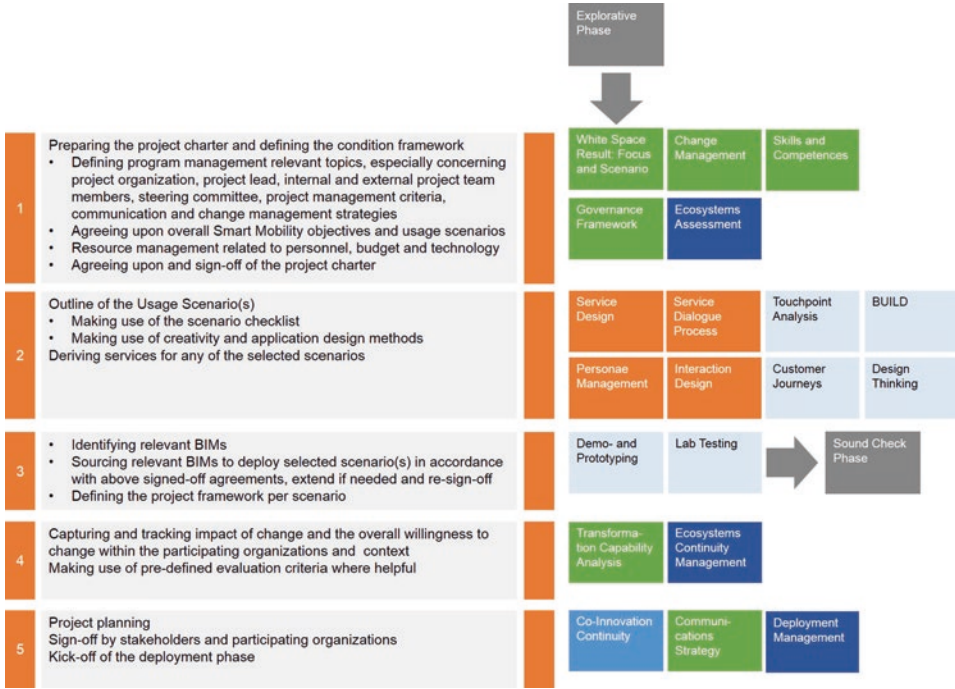 Explorative
Phase
1
Preparing the project charter and defining the condition framework
• Defining program management relevant topics, especially concerning
project organization, project lead, internal and external project team
members, steering committee, project management criteria,
communication and change management strategies
• Agreeing upon overall Smart Mobility objectives and usage scenarios
• Resource management related to personnel, budget and technology
• Agreeing upon and sign-off of the project charter
White Space
Result: Focus
and Scenario
Change
Management
Skills and
Competences
Governance
Framework
Ecosystems
Assessment
2
Outline of the Usage Scenario(s)
• Making use of the scenario checklist
• Making use of creativity and application design methods
Deriving services for any of the selected scenarios
Service
Design
Service
Dialogue
Process
Touchpoint
Analysis
BUILD
Personae
Management
Interaction
Design
Customer
Journeys
Design
Thinking
3
• Identifying relevant BIMs
• Sourcing relevant BIMs to deploy selected scenario(s) in accordance
with above signed-off agreements, extend if needed and re-sign-off
• Defining the project framework per scenario
Demo- and
Prototyping
Lab Testing
Sound Check
Phase
4
Capturing and tracking impact of change and the overall willingness to
change within the participating organizations and context
Making use of pre-defined evaluation criteria where helpful
Transforma-
tion Capability
Analysis
Ecosystems
Continuity
Management
5
Project planning
Sign-off by stakeholders and participating organizations
Kick-off of the deployment phase
Co-Innovation
Continuity
Communi-
cations
Strategy
Deployment
Management